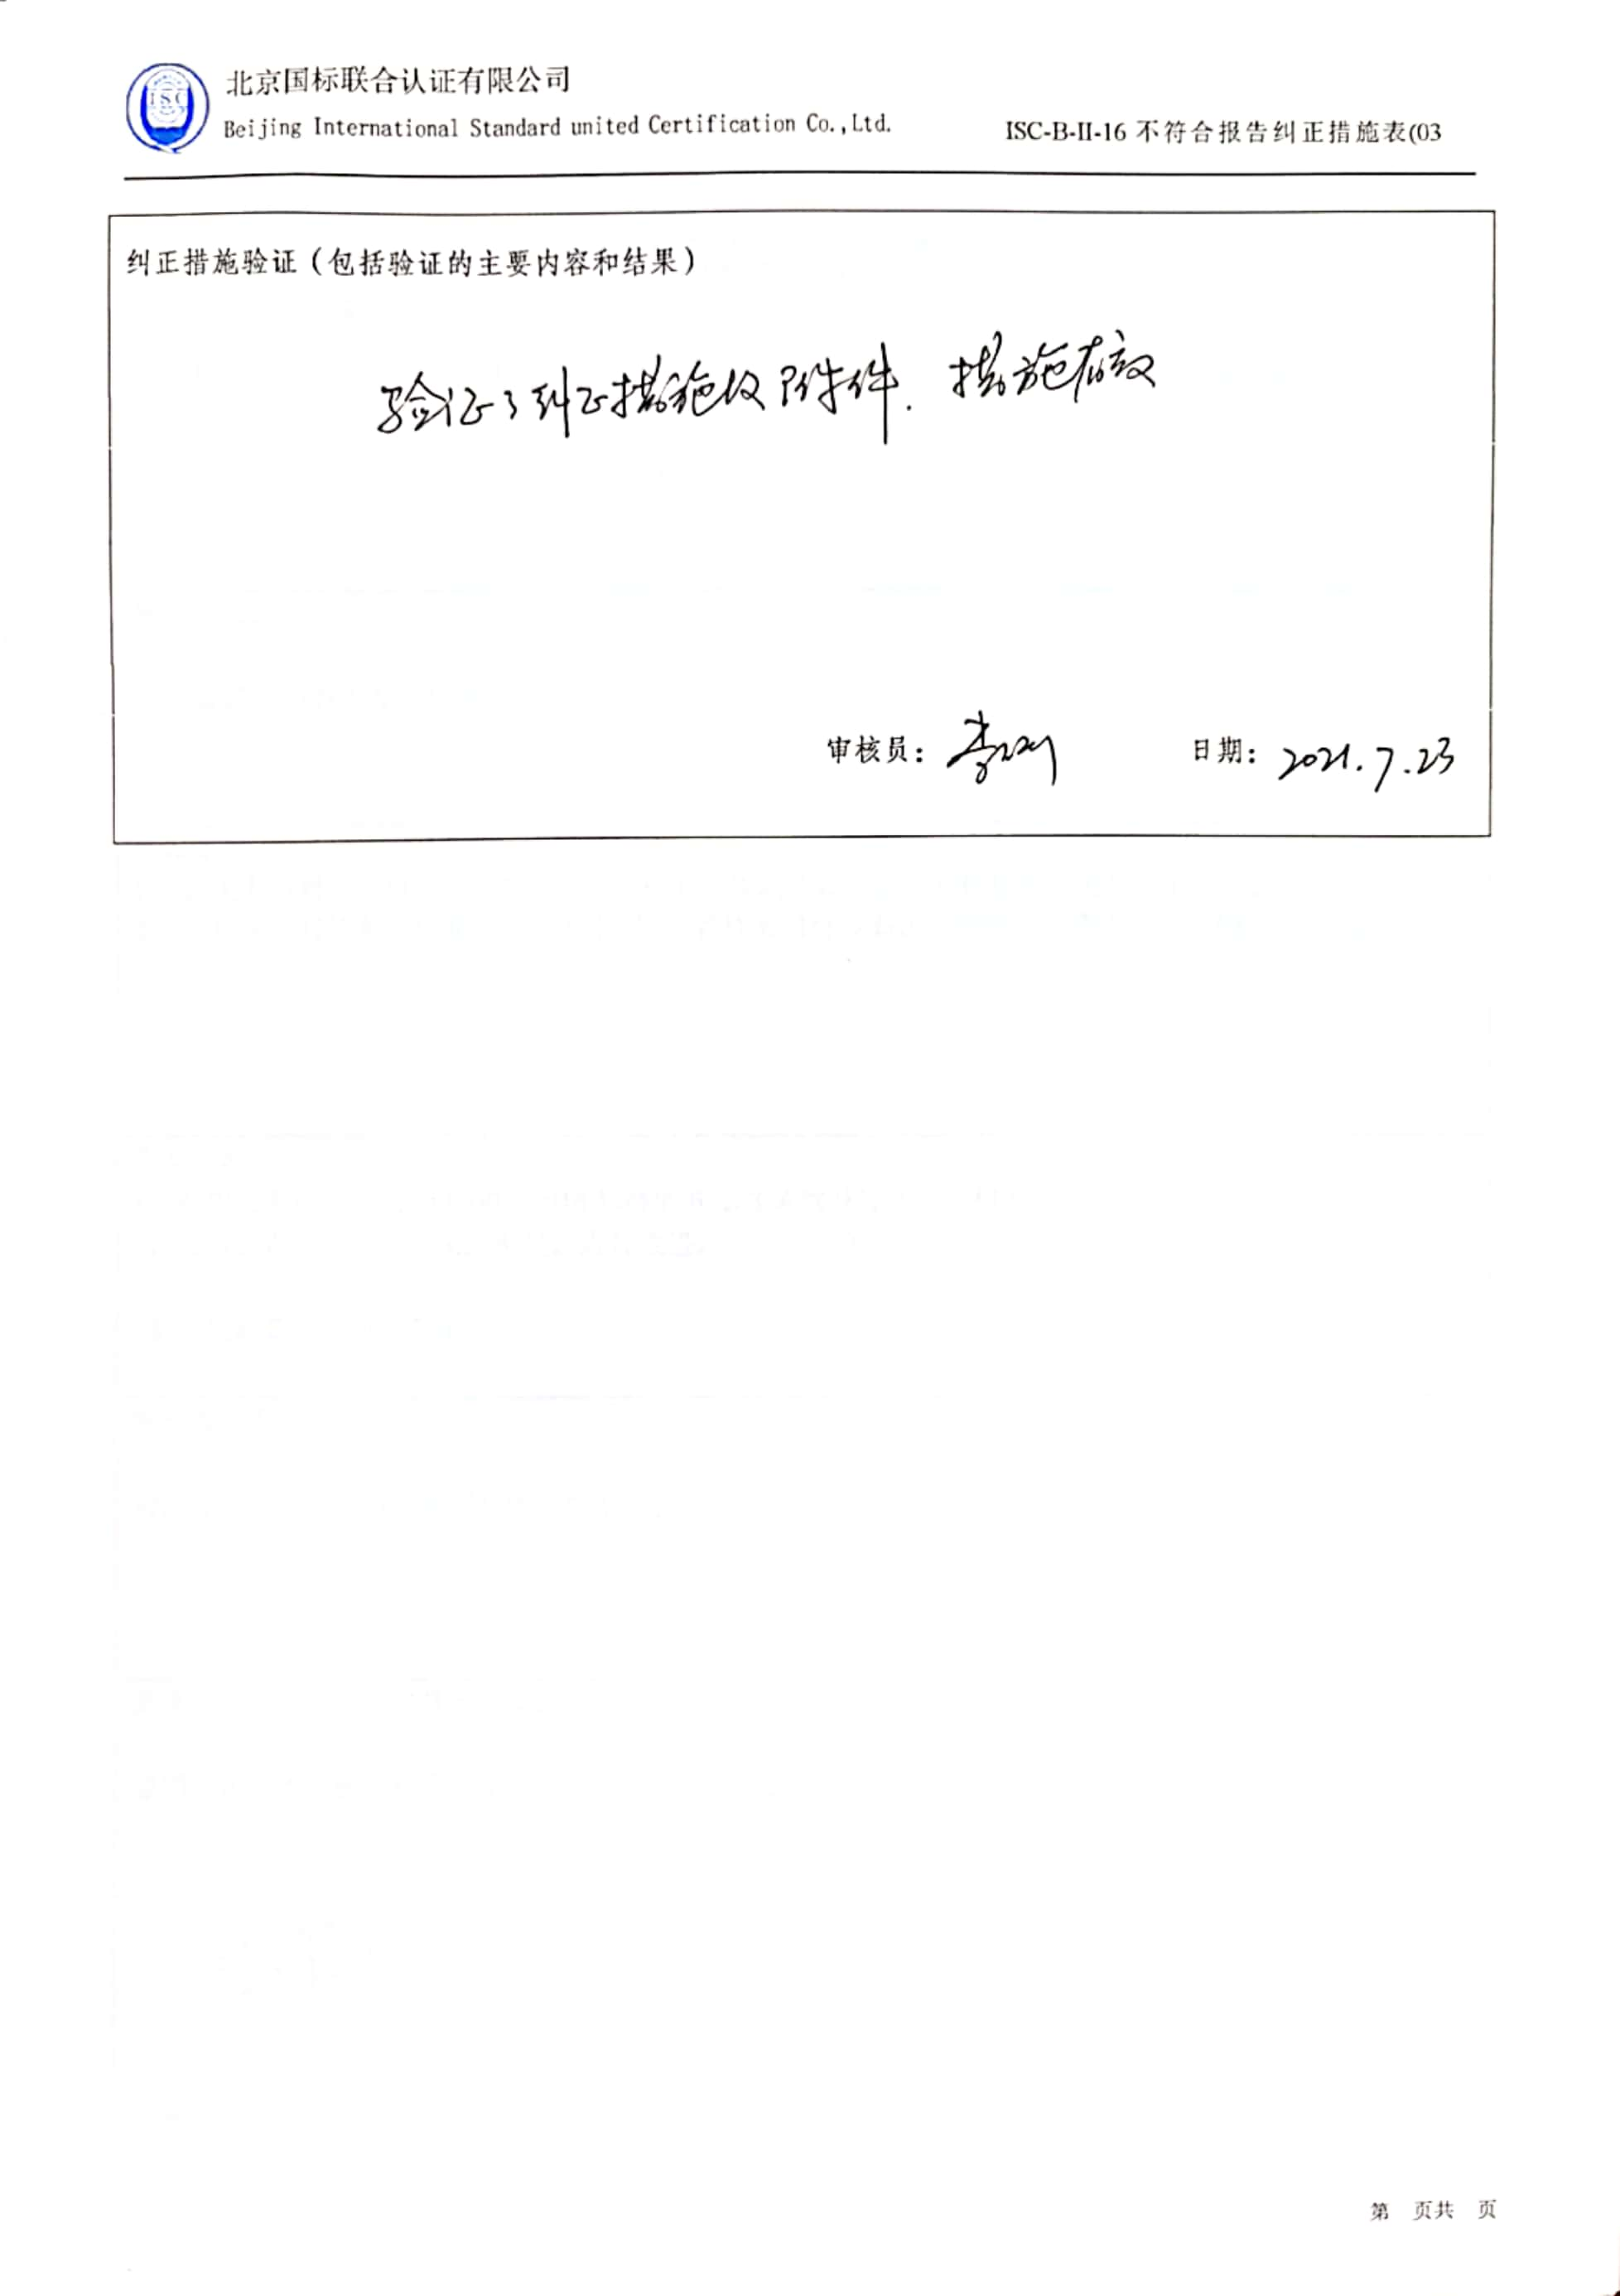 ISC
北京国标联合认证有限公司
Beijing International Standard united Certification Co.,Ltd.
ISC-B-II-16 不符合报告纠正措施表(03
纠正措施验证（包括验证的主要内容和结果）
验证了纠正措施及附件. 措施有效
审核员： 日期：2021.7.23
第 页共 页